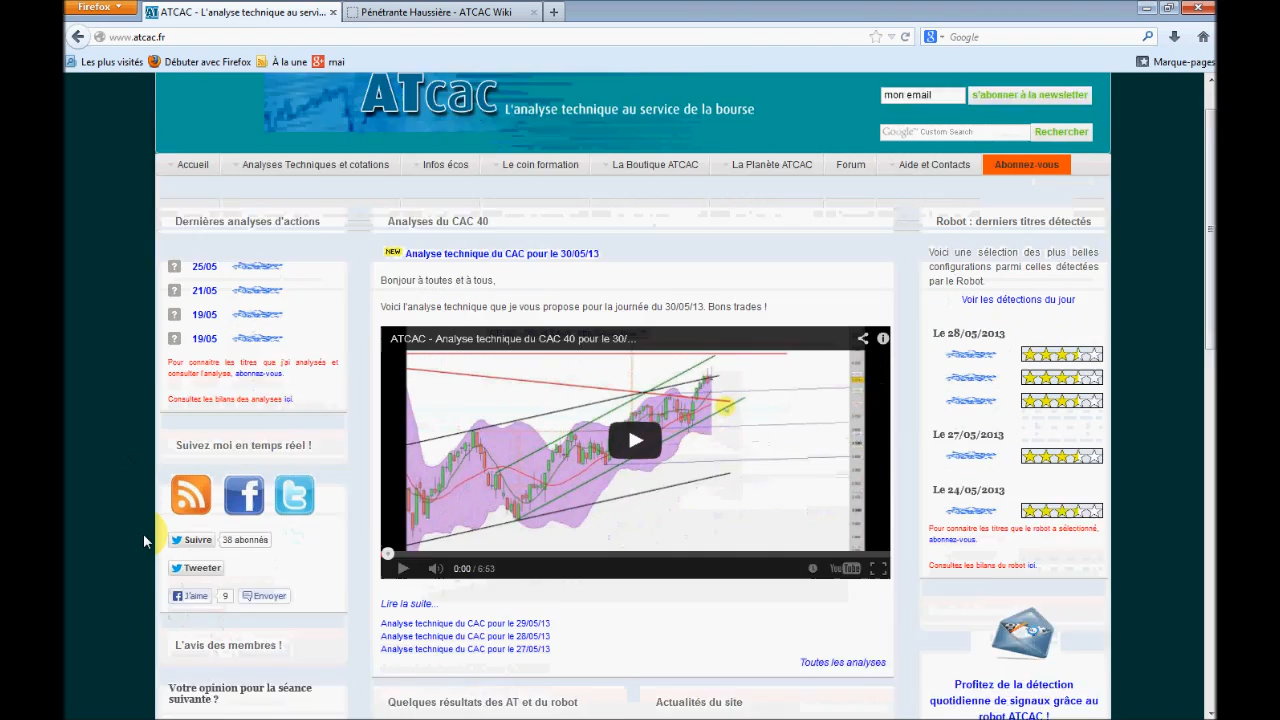 Firefox
ATCAC - L'analyse technique au servi...
Pénétrante Haussière - ATCAC Wiki
www.atcac.fr
Google
Les plus visités
Débuter avec Firefox
À la une
mai
Marque-pages
ATcac
L'analyse technique au service de la bourse
mon email
s'abonner à la newsletter
Google™ Custom Search
Rechercher
Accueil
Analyses Techniques et cotations
Infos écos
Le coin formation
La Boutique ATCAC
La Planète ATCAC
Forum
Aide et Contacts
Abonnez-vous
Dernières analyses d'actions
25/05
21/05
19/05
19/05
Pour connaitre les titres que j'ai analysés et
consulter l'analyse, abonnez-vous.
Consultez les bilans des analyses ici.
Suivez moi en temps réel !
Suivre
38 abonnés
Tweeter
J'aime
9
Envoyer
L'avis des membres !
Votre opinion pour la séance
suivante ?
Analyses du CAC 40
NEW
Analyse technique du CAC pour le 30/05/13
Bonjour à toutes et à tous,
Voici l'analyse technique que je vous propose pour la journée du 30/05/13. Bons trades !
ATCAC - Analyse technique du CAC 40 pour le 30/...
0:00 / 6:53
YouTube
Lire la suite...
Analyse technique du CAC pour le 29/05/13
Analyse technique du CAC pour le 28/05/13
Analyse technique du CAC pour le 27/05/13
Toutes les analyses
Quelques résultats des AT et du robot
Actualités du site
Robot : derniers titres détectés
Voici une sélection des plus belles
configurations parmi celles détectées
par le Robot.
Voir les détections du jour
Le 28/05/2013
Le 27/05/2013
Le 24/05/2013
Pour connaitre les titres que le robot a sélectionné,
abonnez-vous.
Consultez les bilans du robot ici.
Profitez de la détection
quotidienne de signaux grâce au
robot ATCAC !